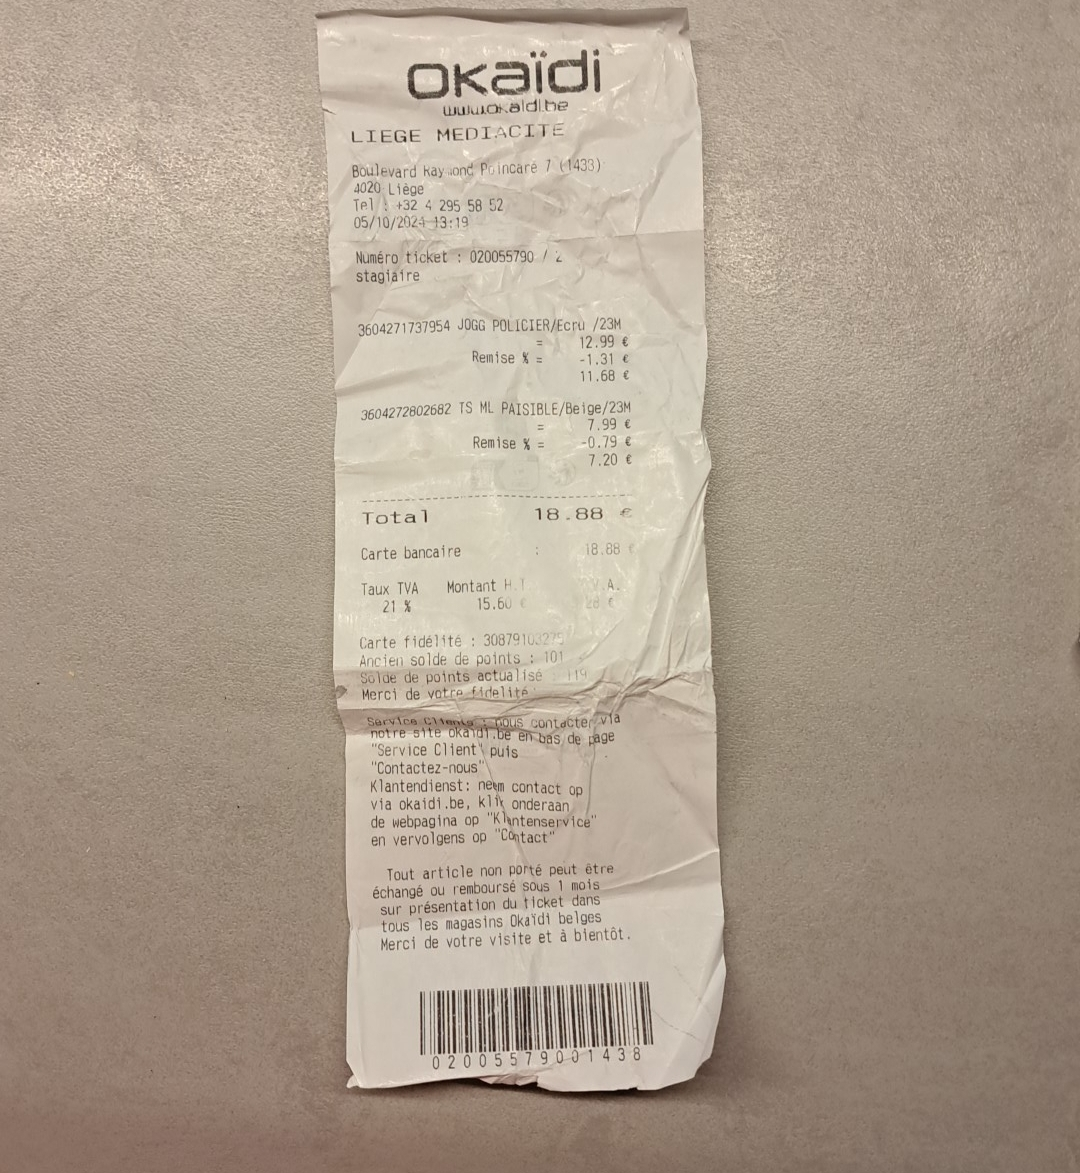 okaïdi
www.okaidi.be
LIEGE MEDIACITE
Boulevard Raymond Poincaré 7 (1433)
4020 Liège
Tel : +32 4 295 58 52
05/10/2024 13:19
Numéro ticket : 020055790 / 2
stagiaire
3604271737954 JOGG POLICIER/Ecru /23M
= 12.99 €
Remise % = -1.31 €
11.68 €
3604272802682 TS ML PAISIBLE/Beige/23M
= 7.99 €
Remise % = -0.79 €
7.20 €
Total 18.88 €
Carte bancaire : 18.88 €
Taux TVA Montant H.T.
21 % 15.60 €
Carte fidélité :
Ancien solde de points : 101
Solde de points actualisé 119
Merci de votre fidelité
Service Clients : nous contacter via
notre site okaidi.be en bas de page
"Service Client" puis
"Contactez-nous"
Klantendienst: neem contact op
via okaidi.be, klik onderaan
de webpagina op "Klantenservice"
en vervolgens op "Contact"
Tout article non porté peut être
échangé ou remboursé sous 1 mois
sur présentation du ticket dans
tous les magasins Okaïdi belges
Merci de votre visite et à bientôt.
02005579001438